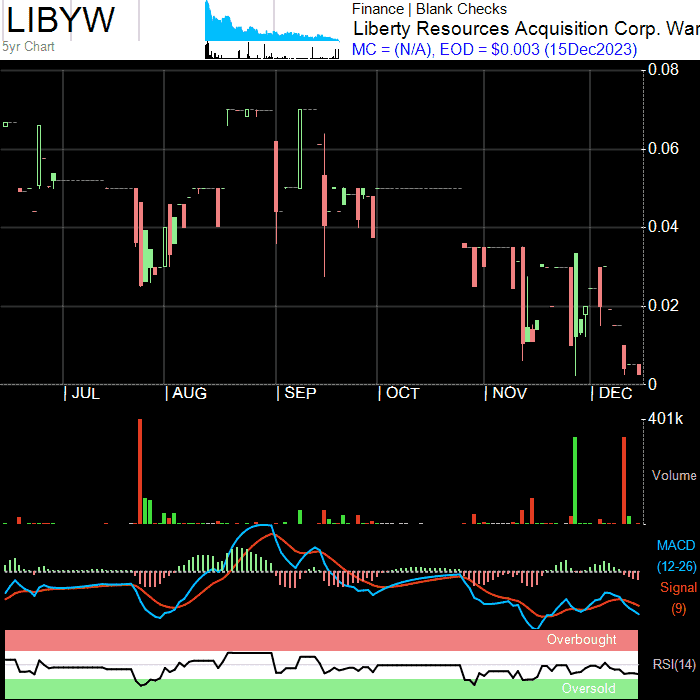 LIBYW
5yr Chart
Finance | Blank Checks
Liberty Resources Acquisition Corp. War
MC = (N/A), EOD = $0.003 (15Dec2023)
0.08
0.06
0.04
0.02
0
| JUL | AUG | SEP | OCT | NOV | DEC
401k
Volume
MACD
(12-26)
Signal
(9)
Overbought
RSI(14)
Oversold